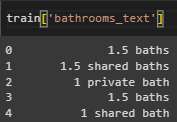 train['bathrooms_text']
0 1.5 baths
1 1.5 shared baths
2 1 private bath
3 1.5 baths
4 1 shared bath